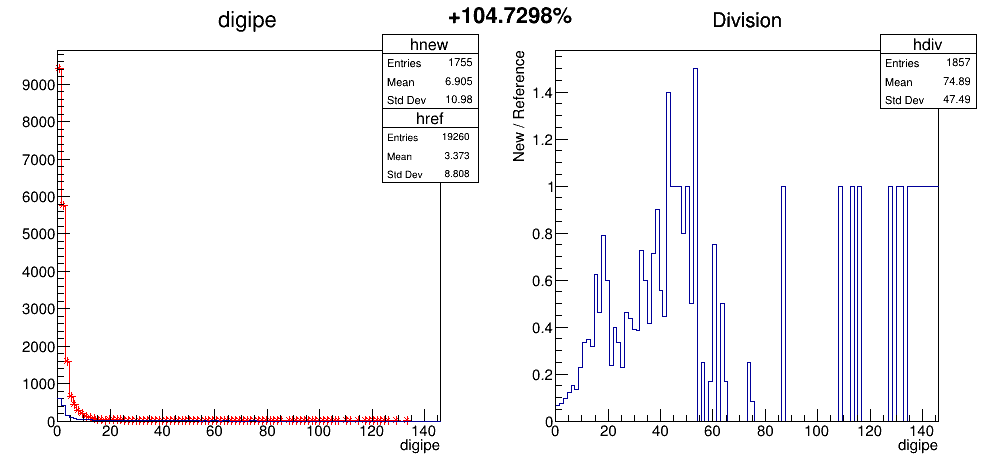 +104.7298%
digipe
hnew
Entries 1755
Mean 6.905
Std Dev 10.98
href
Entries 19260
Mean 3.373
Std Dev 8.808
9000
8000
7000
6000
5000
4000
3000
2000
1000
0
0 20 40 60 80 100 120 140
digipe
Division
hdiv
Entries 1857
Mean 74.89
Std Dev 47.49
New / Reference
1.4
1.2
1
0.8
0.6
0.4
0.2
0
0 20 40 60 80 100 120 140
digipe